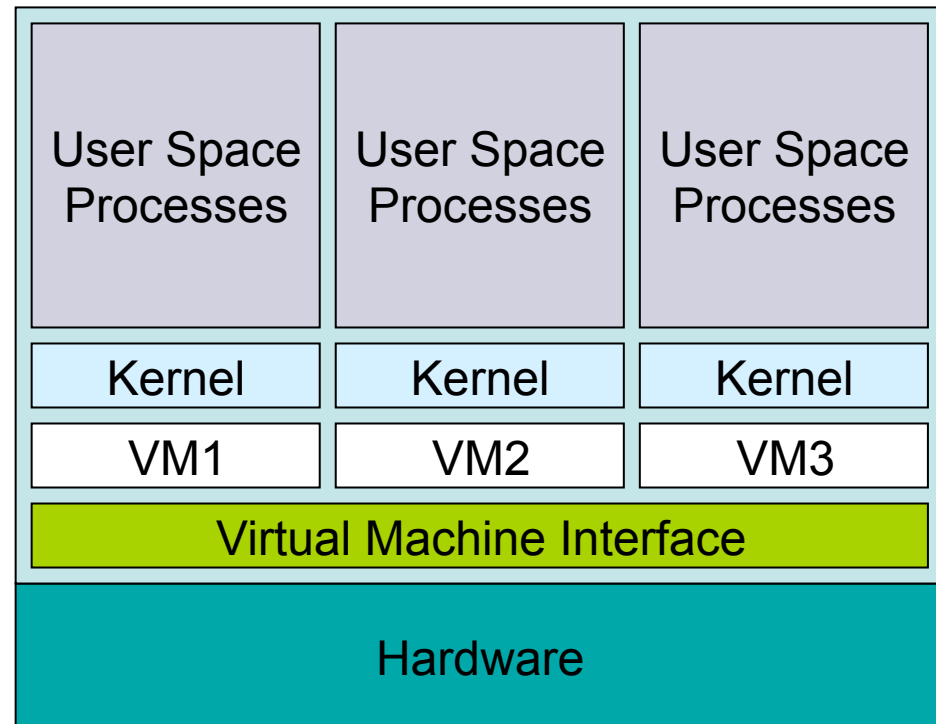 User Space
Processes
User Space
Processes
User Space
Processes
Kernel
Kernel
Kernel
VM1
VM2
VM3
Virtual Machine Interface
Hardware